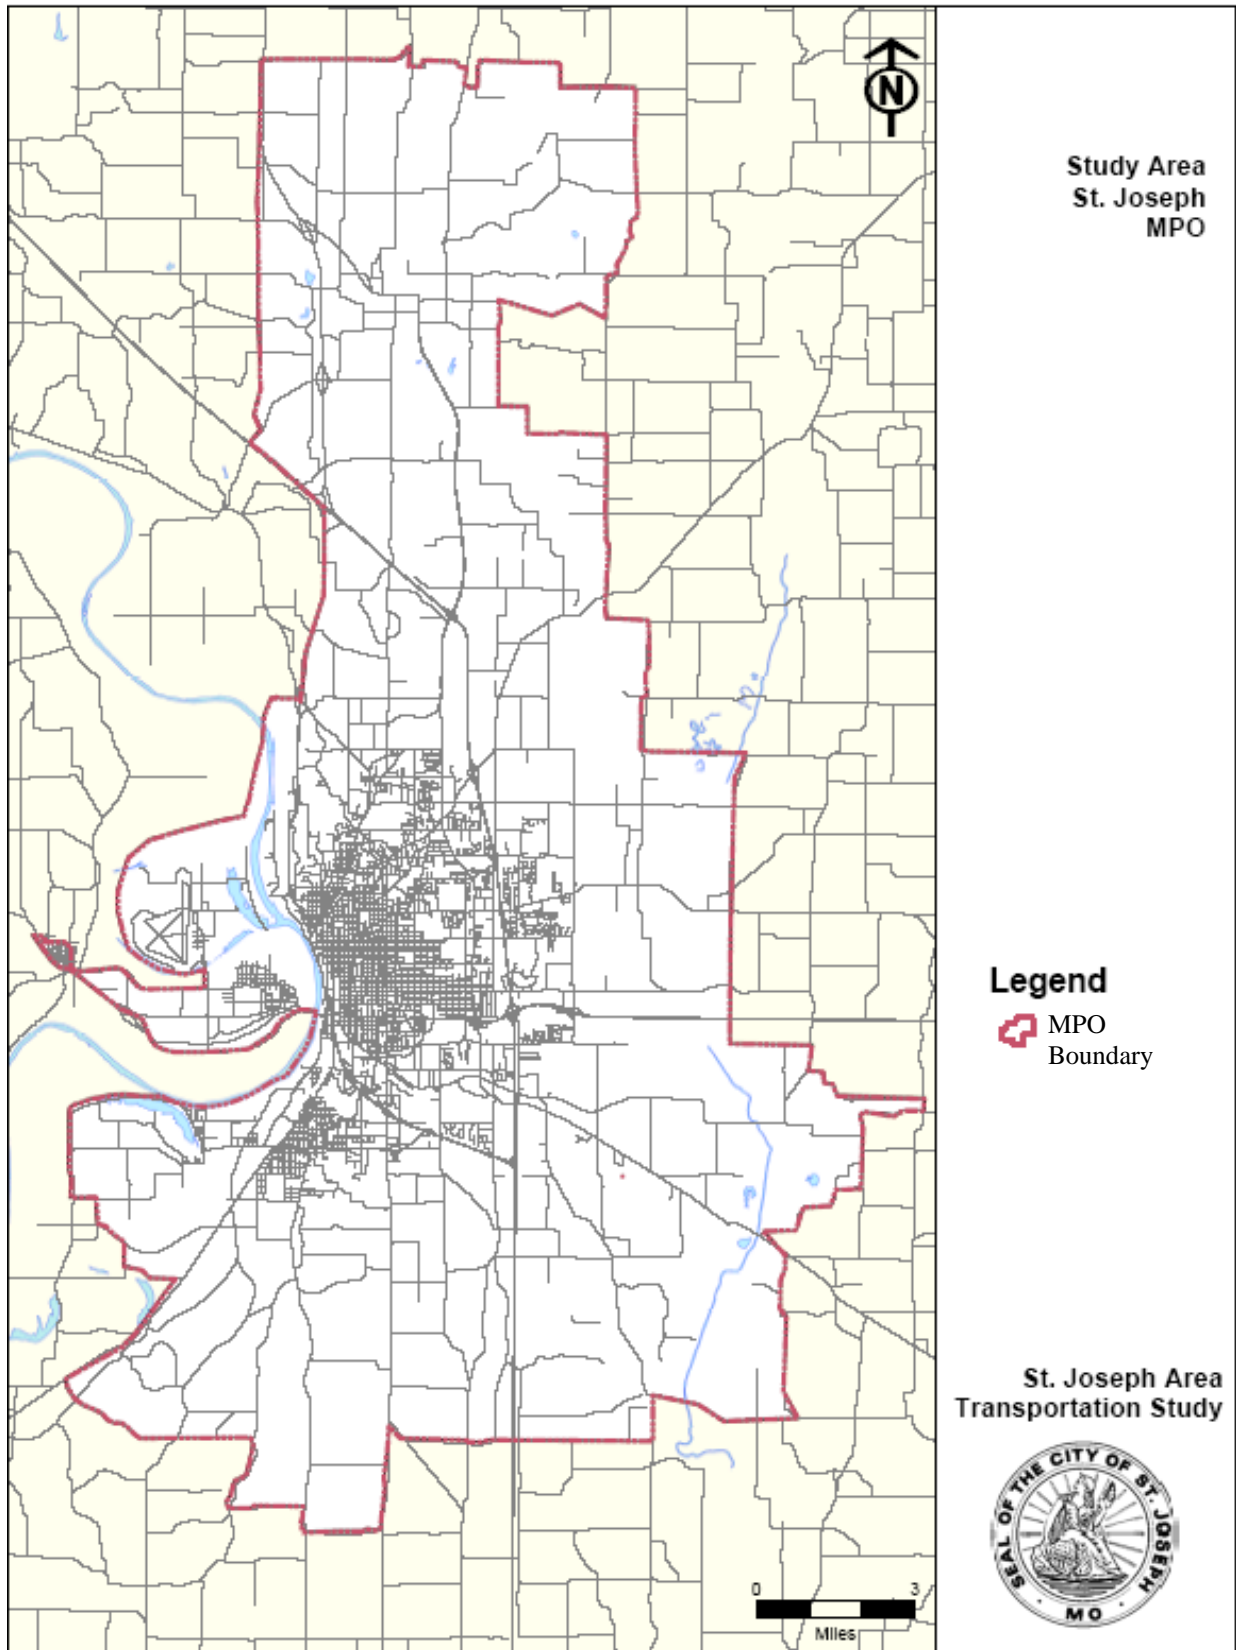 N
Study Area
St. Joseph
MPO
Legend
MPO
Boundary
St. Joseph Area
Transportation Study
SEAL OF THE CITY OF ST. JOSEPH
· MO ·
0 3
Miles